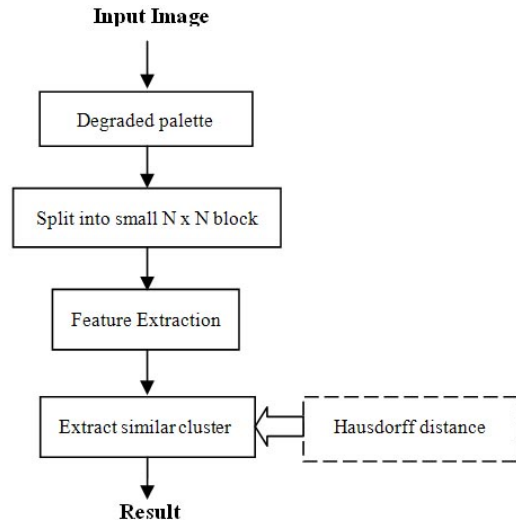 Input Image
Degraded palette
Split into small N x N block
Feature Extraction
Extract similar cluster
Hausdorff distance
Result